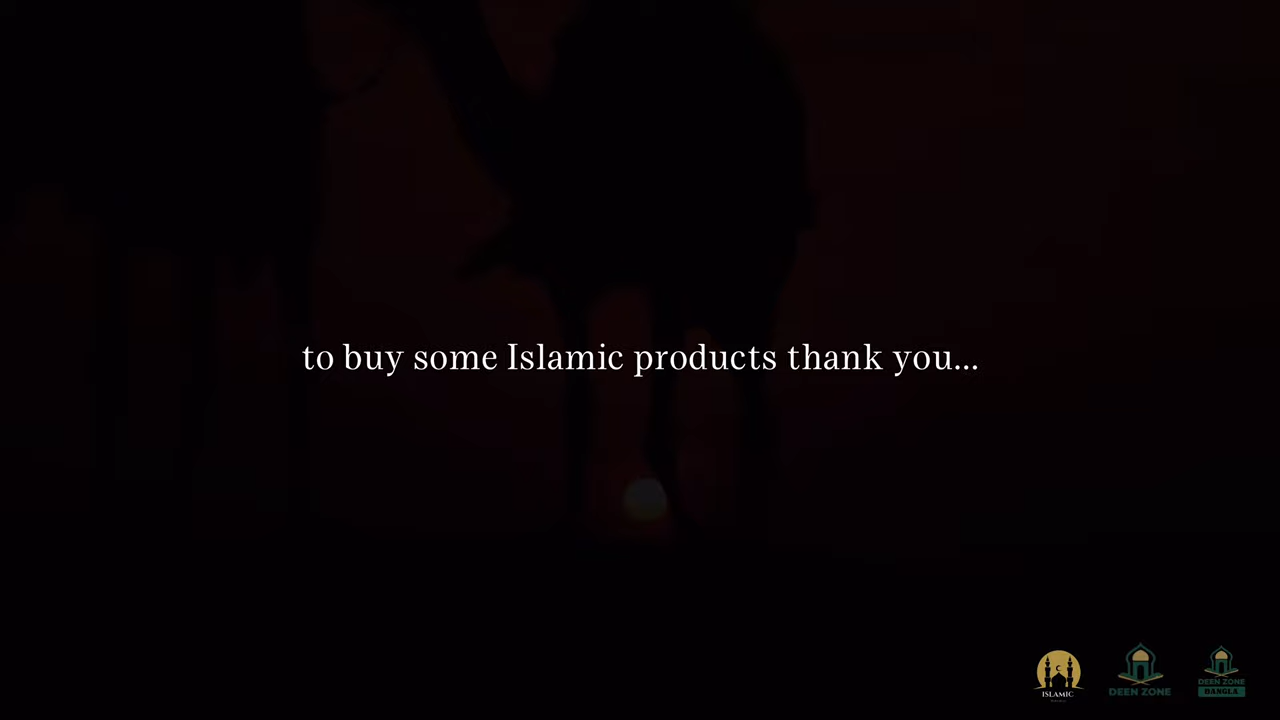 to buy some Islamic products thank you...
ISLAMIC
DEEN ZONE
DEEN ZONE
BANGLA